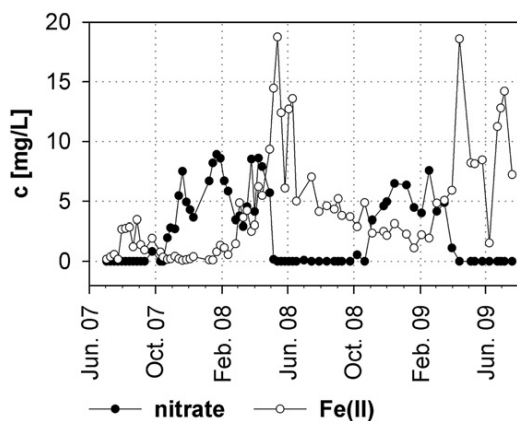 c [mg/L]
20
15
10
5
0
Jun. 07
Oct. 07
Feb. 08
Jun. 08
Oct. 08
Feb. 09
Jun. 09
nitrate Fe(II)